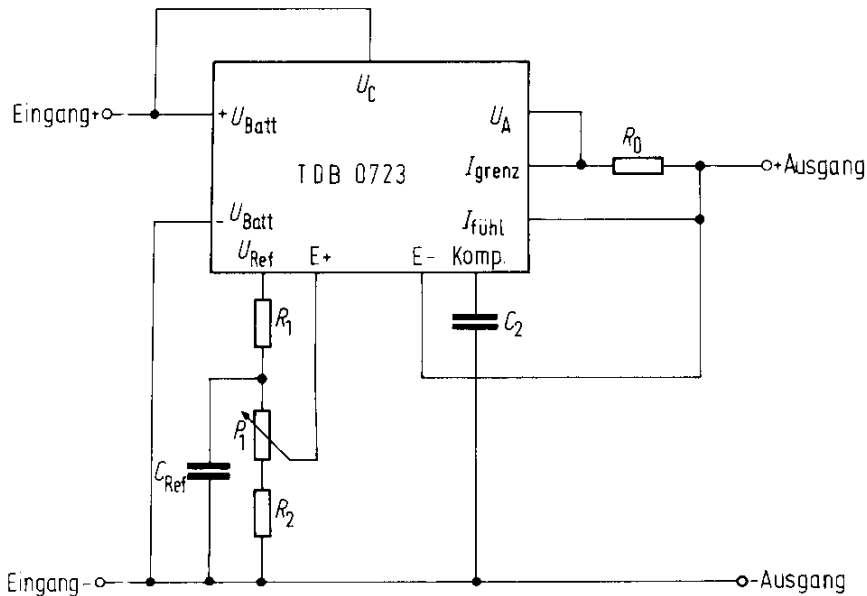 U_C
Eingang+
+ U_Batt
U_A
R_0
TDB 0723
I_grenz
+Ausgang
- U_Batt
I_fühl
U_Ref
E+
E-
Komp.
R_1
C_2
P_1
C_Ref
R_2
Eingang-
-Ausgang